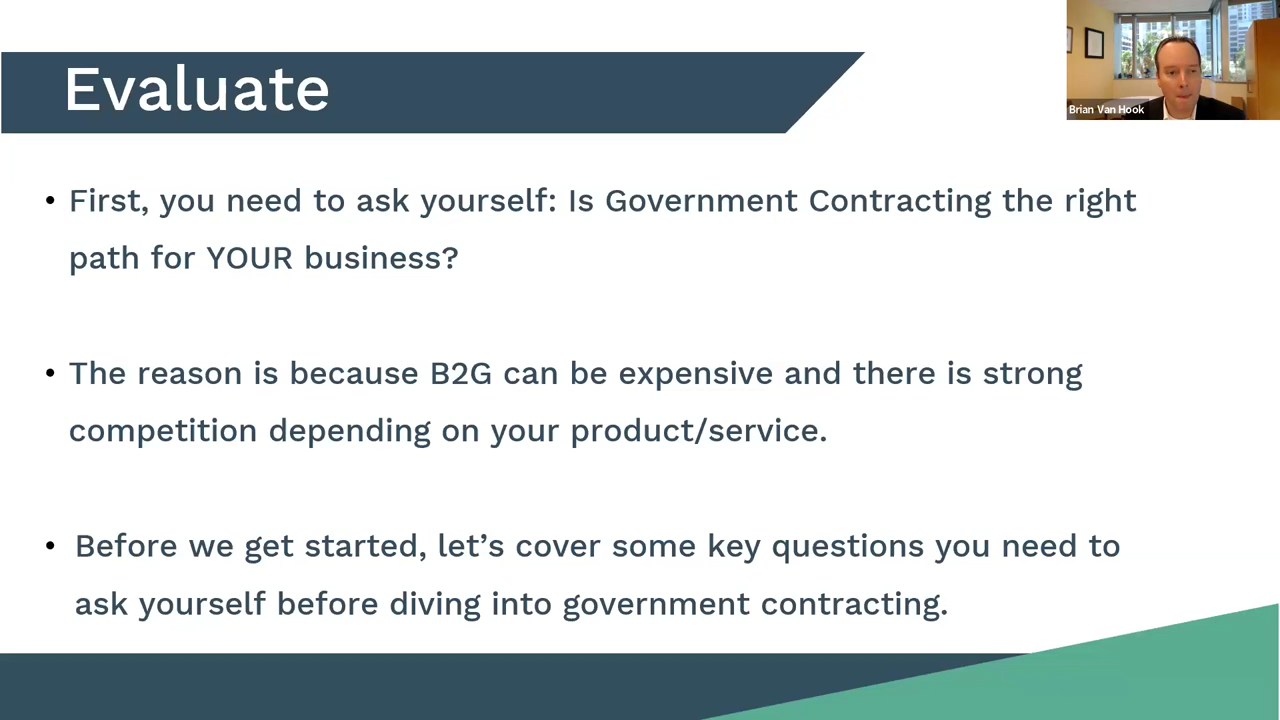 Evaluate
Brian Van Hook
• First, you need to ask yourself: Is Government Contracting the right
path for YOUR business?
• The reason is because B2G can be expensive and there is strong
competition depending on your product/service.
• Before we get started, let’s cover some key questions you need to
ask yourself before diving into government contracting.